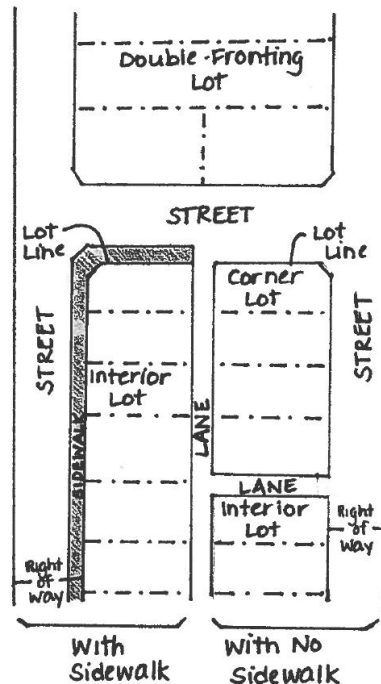 Double-Fronting
Lot
STREET
Lot
Line
Lot
Line
Corner
Lot
STREET
STREET
Interior
Lot
SIDEWALK
LANE
LANE
Interior
Lot
Right
of
Way
Right
of
Way
With
Sidewalk
With No
Sidewalk